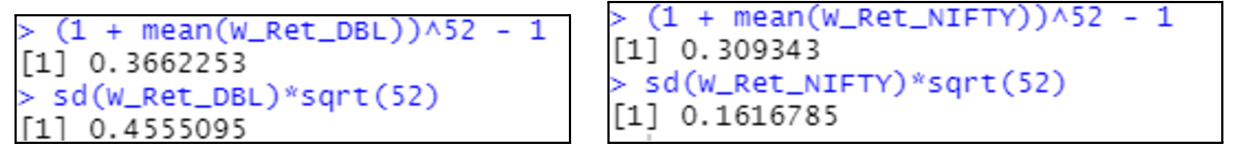 > (1 + mean(W_Ret_DBL))^52 - 1
[1] 0.3662253
> sd(W_Ret_DBL)*sqrt(52)
[1] 0.4555095
> (1 + mean(W_Ret_NIFTY))^52 - 1
[1] 0.309343
> sd(W_Ret_NIFTY)*sqrt(52)
[1] 0.1616785